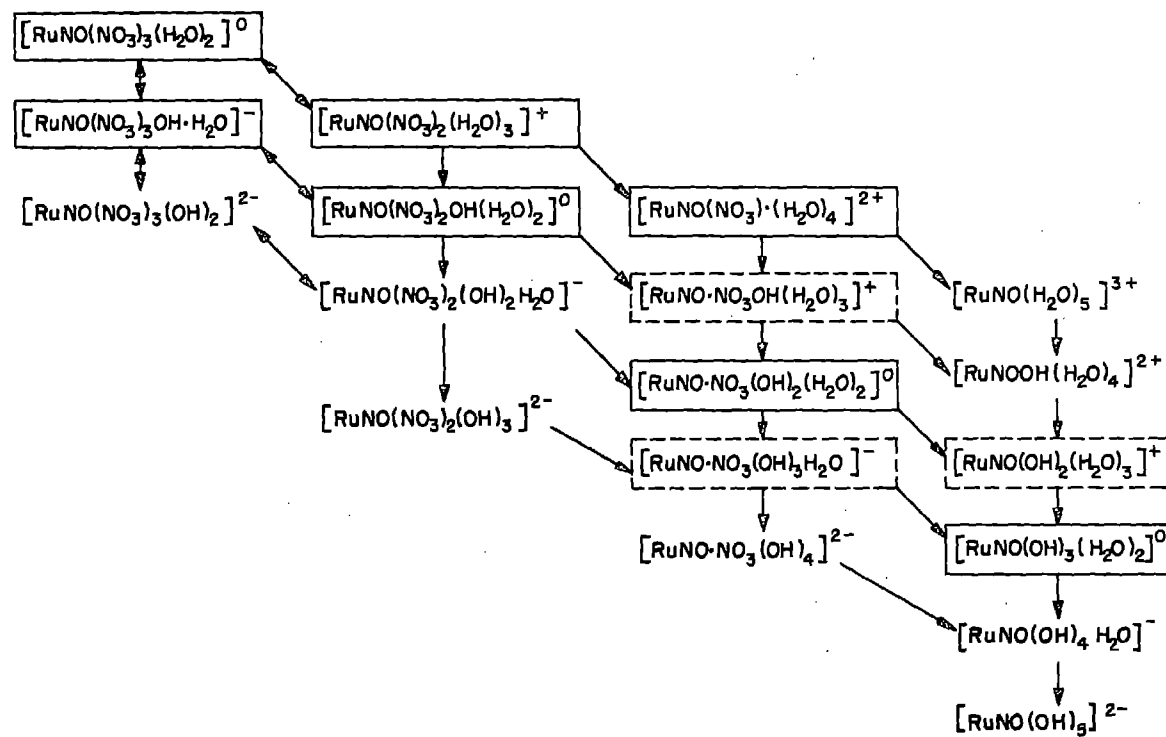 [RuNO(NO₃)₃(H₂O)₂]⁰
[RuNO(NO₃)₃OH·H₂O]⁻
[RuNO(NO₃)₂(H₂O)₃]⁺
[RuNO(NO₃)₃(OH)₂]²⁻
[RuNO(NO₃)₂OH(H₂O)₂]⁰
[RuNO(NO₃)·(H₂O)₄]²⁺
[RuNO(NO₃)₂(OH)₂H₂O]⁻
[RuNO·NO₃OH(H₂O)₃]⁺
[RuNO(H₂O)₅]³⁺
[RuNO·NO₃(OH)₂(H₂O)₂]⁰
[RuNOOH(H₂O)₄]²⁺
[RuNO(NO₃)₂(OH)₃]²⁻
[RuNO·NO₃(OH)₃H₂O]⁻
[RuNO(OH)₂(H₂O)₃]⁺
[RuNO·NO₃(OH)₄]²⁻
[RuNO(OH)₃(H₂O)₂]⁰
[RuNO(OH)₄ H₂O]⁻
[RuNO(OH)₅]²⁻